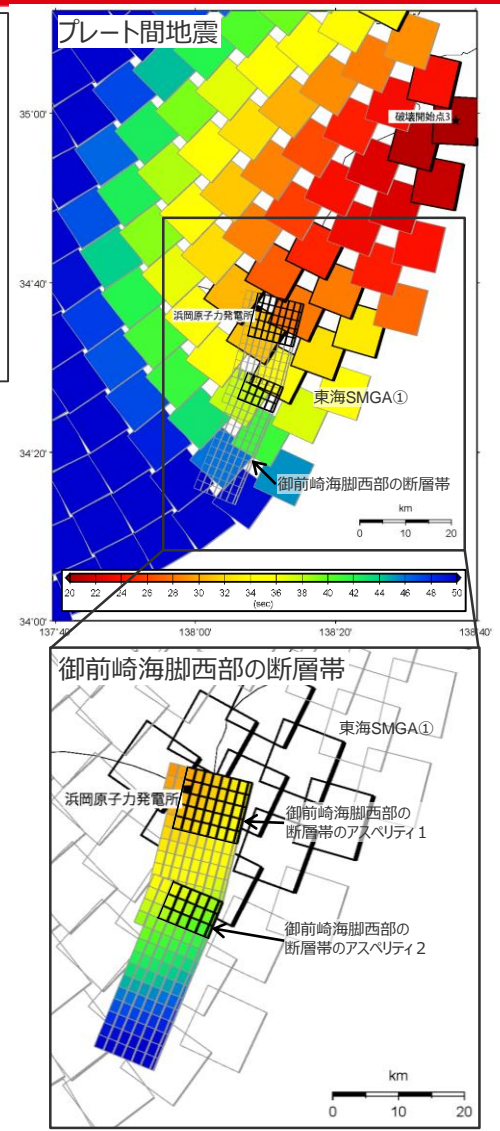 プレート間地震
35°00'
破壊開始点3
34°40'
浜岡原子力発電所
東海SMGA①
34°20'
御前崎海脚西部の断層帯
km
0 10 20
20 22 24 26 28 30 32 34 36 38 40 42 44 46 48 50
(sec)
34°00'
137°40' 138°00' 138°20' 138°40'
御前崎海脚西部の断層帯
東海SMGA①
浜岡原子力発電所
御前崎海脚西部の
断層帯のアスペリティ1
御前崎海脚西部の
断層帯のアスペリティ2
km
0 10 20